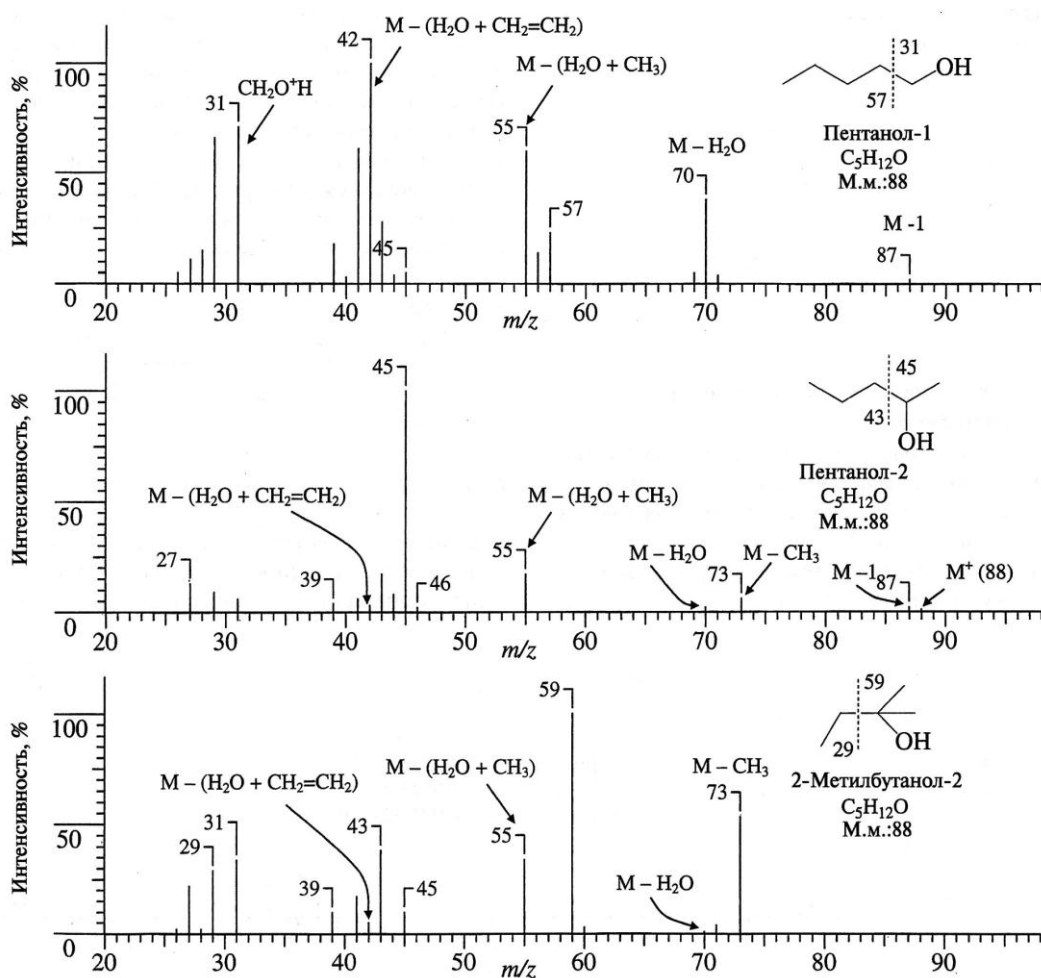 Интенсивность, %
100
50
0
20
30
40
50
60
70
80
90
m/z
CH₂O⁺H
31
42
M – (H₂O + CH₂=CH₂)
45
M – (H₂O + CH₃)
55
57
M – H₂O
70
M -1
87
31
OH
57
Пентанол-1
C₅H₁₂O
М.м.:88
Интенсивность, %
100
50
0
20
30
40
50
60
70
80
90
m/z
M – (H₂O + CH₂=CH₂)
27
39
45
46
M – (H₂O + CH₃)
55
M – H₂O
M – CH₃
73
M –1
87
M⁺ (88)
45
43
OH
Пентанол-2
C₅H₁₂O
М.м.:88
Интенсивность, %
100
50
0
20
30
40
50
60
70
80
90
m/z
M – (H₂O + CH₂=CH₂)
29
31
39
43
45
M – (H₂O + CH₃)
55
59
M – H₂O
M – CH₃
73
59
29
OH
2-Метилбутанол-2
C₅H₁₂O
М.м.:88